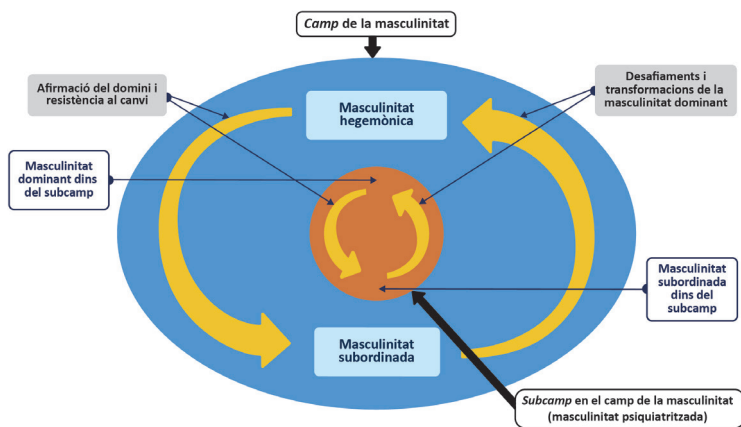 Camp de la masculinitat
Afirmació del domini i
resistència al canvi
Desafiaments i
transformacions de la
masculinitat dominant
Masculinitat
hegemònica
Masculinitat
dominant dins
del subcamp
Masculinitat
subordinada
dins del
subcamp
Masculinitat
subordinada
Subcamp en el camp de la masculinitat
(masculinitat psiquiatritzada)